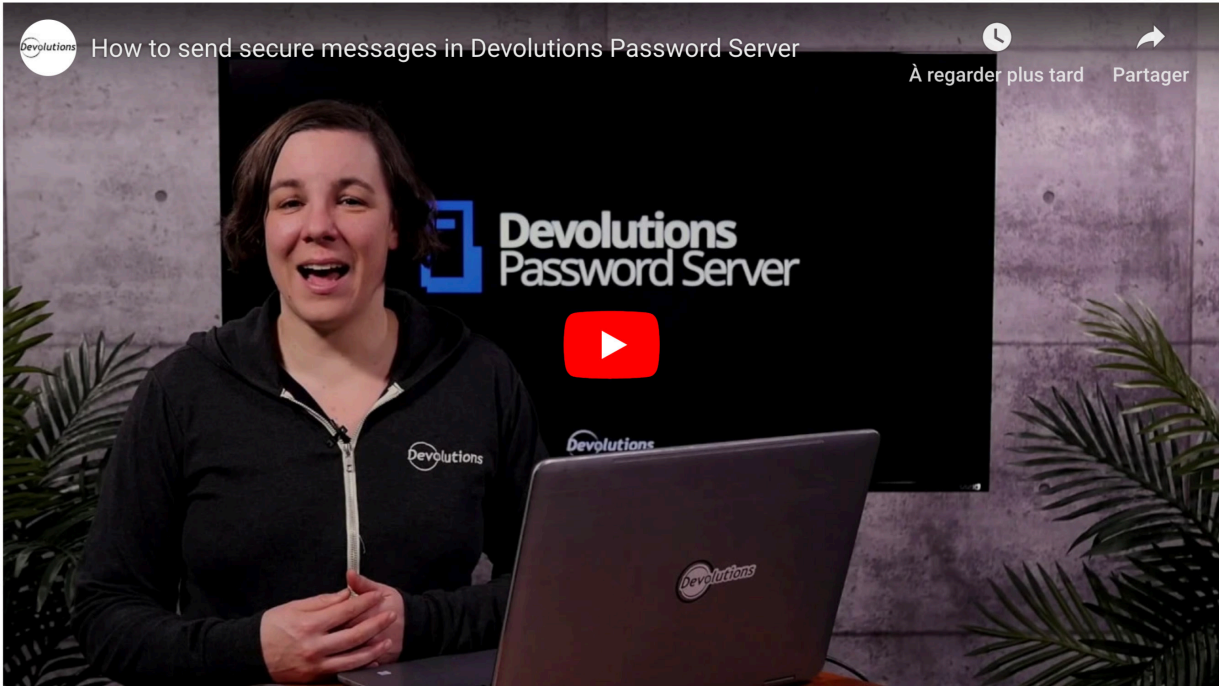 Devolutions
How to send secure messages in Devolutions Password Server
À regarder plus tard
Partager
Devolutions
Password Server
Devolutions
Devolutions
Devolutions